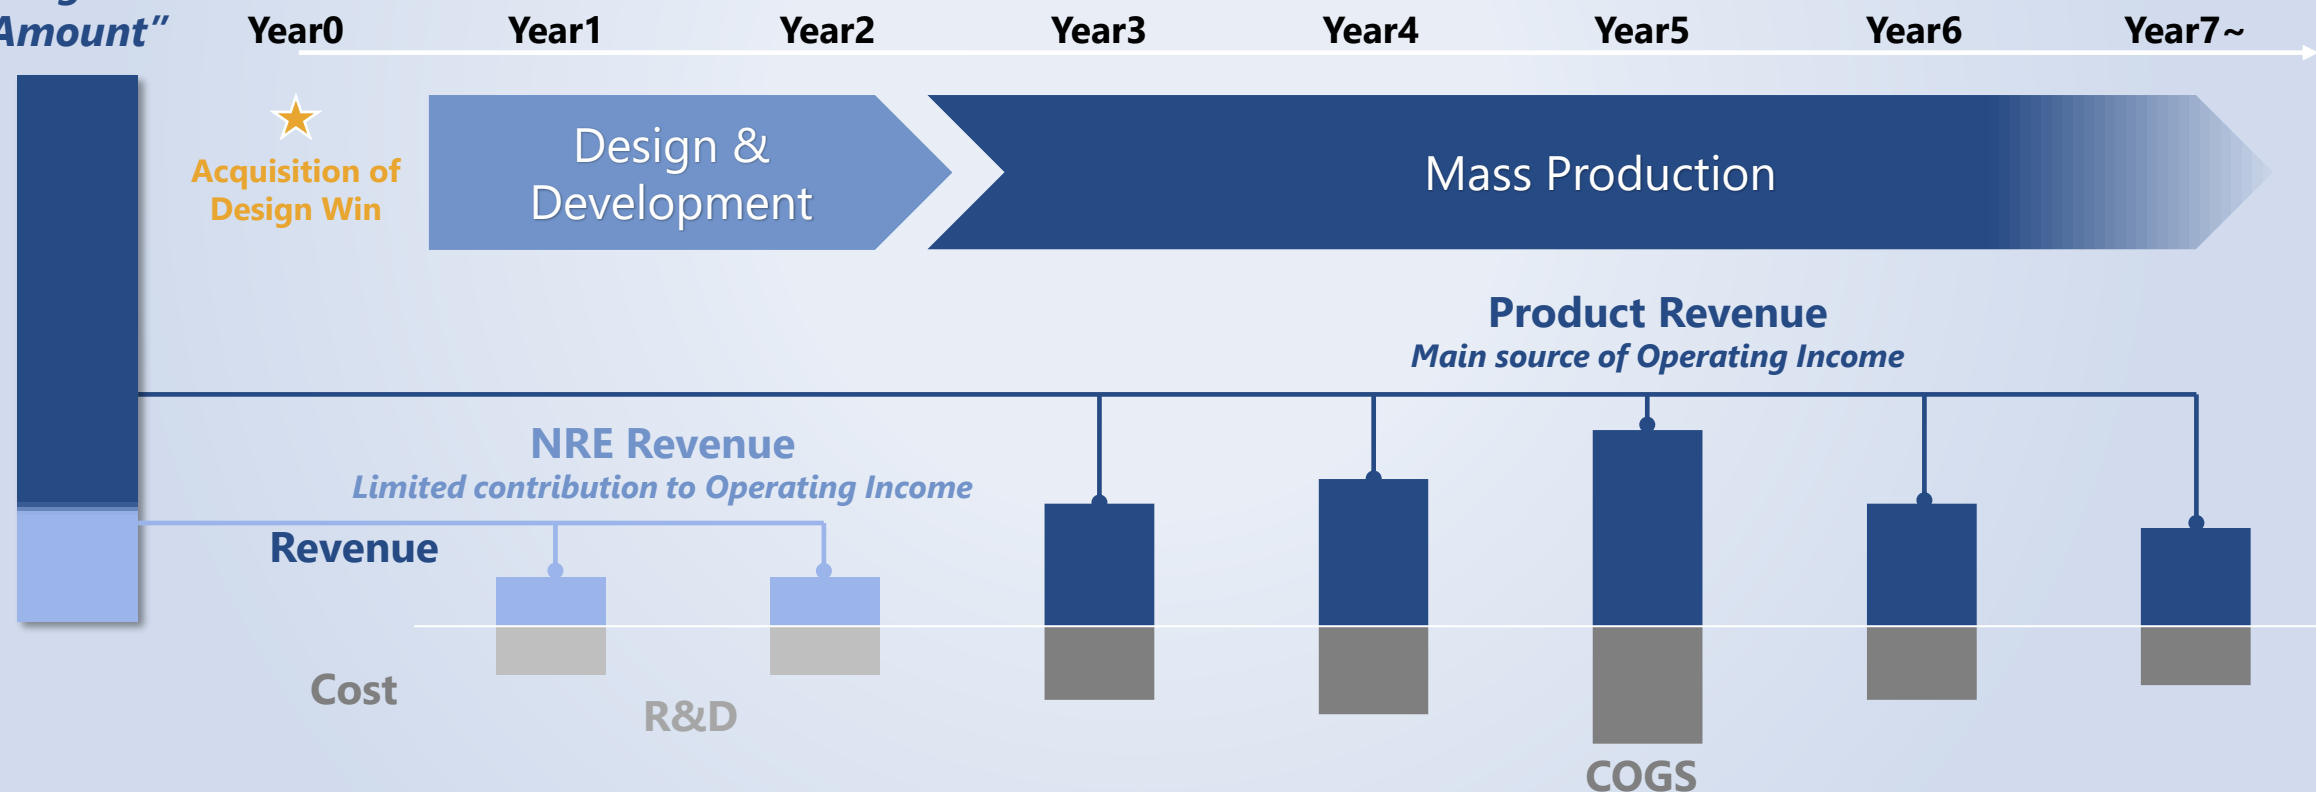 Amount”
Year0
Year1
Year2
Year3
Year4
Year5
Year6
Year7~
Acquisition of
Design Win
Design &
Development
Mass Production
Product Revenue
Main source of Operating Income
NRE Revenue
Limited contribution to Operating Income
Revenue
Cost
R&D
COGS